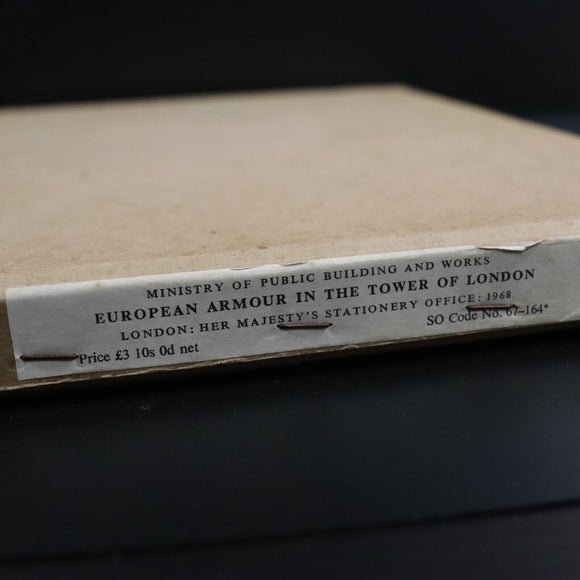 MINISTRY OF PUBLIC BUILDING AND WORKS
EUROPEAN ARMOUR IN THE TOWER OF LONDON
LONDON: HER MAJESTY'S STATIONERY OFFICE: 1968
Price £3 10s 0d net SO Code No. 67–164*